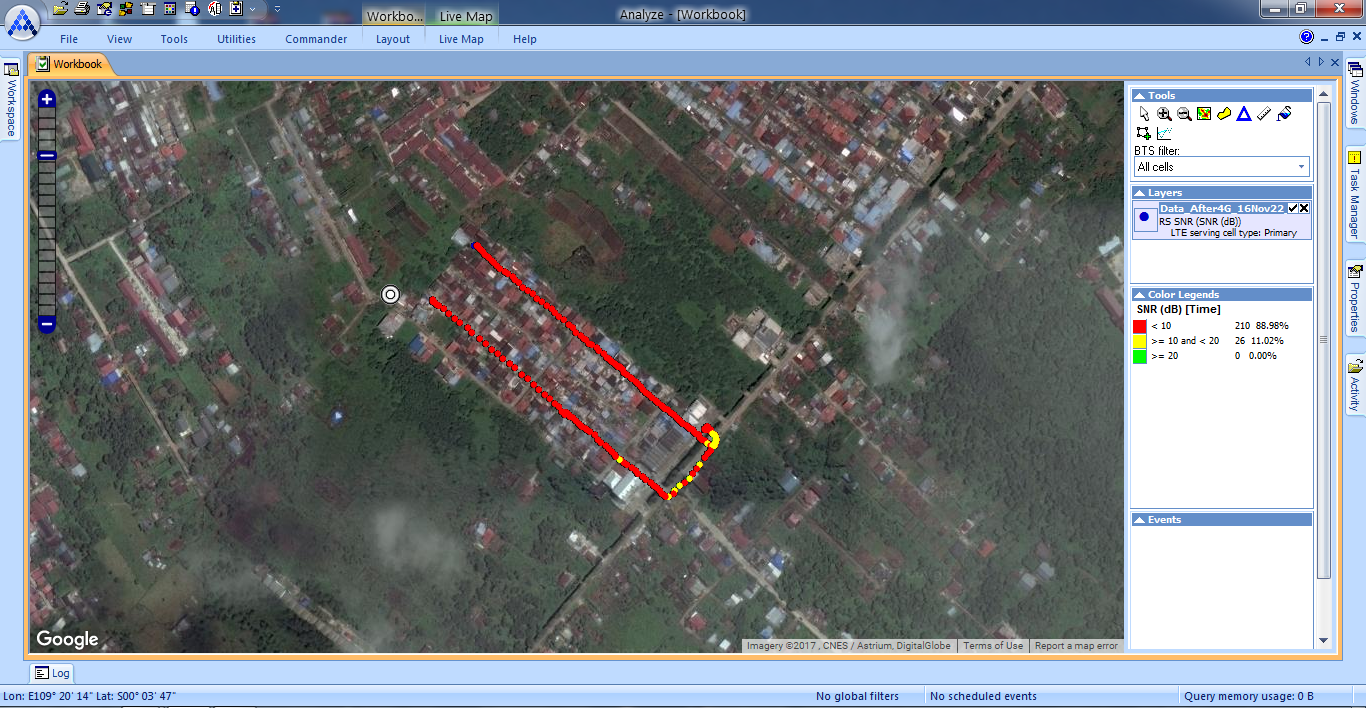 Workbo... Live Map
Analyze - [Workbook]
File View Tools Utilities Commander Layout Live Map Help
Workspace
Workbook
Google
Imagery ©2017 , CNES / Astrium, DigitalGlobe Terms of Use Report a map error
Tools
BTS filter:
All cells
Layers
Data_After4G_16Nov22
RS SNR (SNR (dB))
LTE serving cell type: Primary
Color Legends
SNR (dB) [Time]
< 10 210 88.98%
>= 10 and < 20 26 11.02%
>= 20 0 0.00%
Events
Windows
Task Manager
Properties
Activity
Log
Lon: E109° 20' 14" Lat: S00° 03' 47"
No global filters
No scheduled events
Query memory usage: 0 B